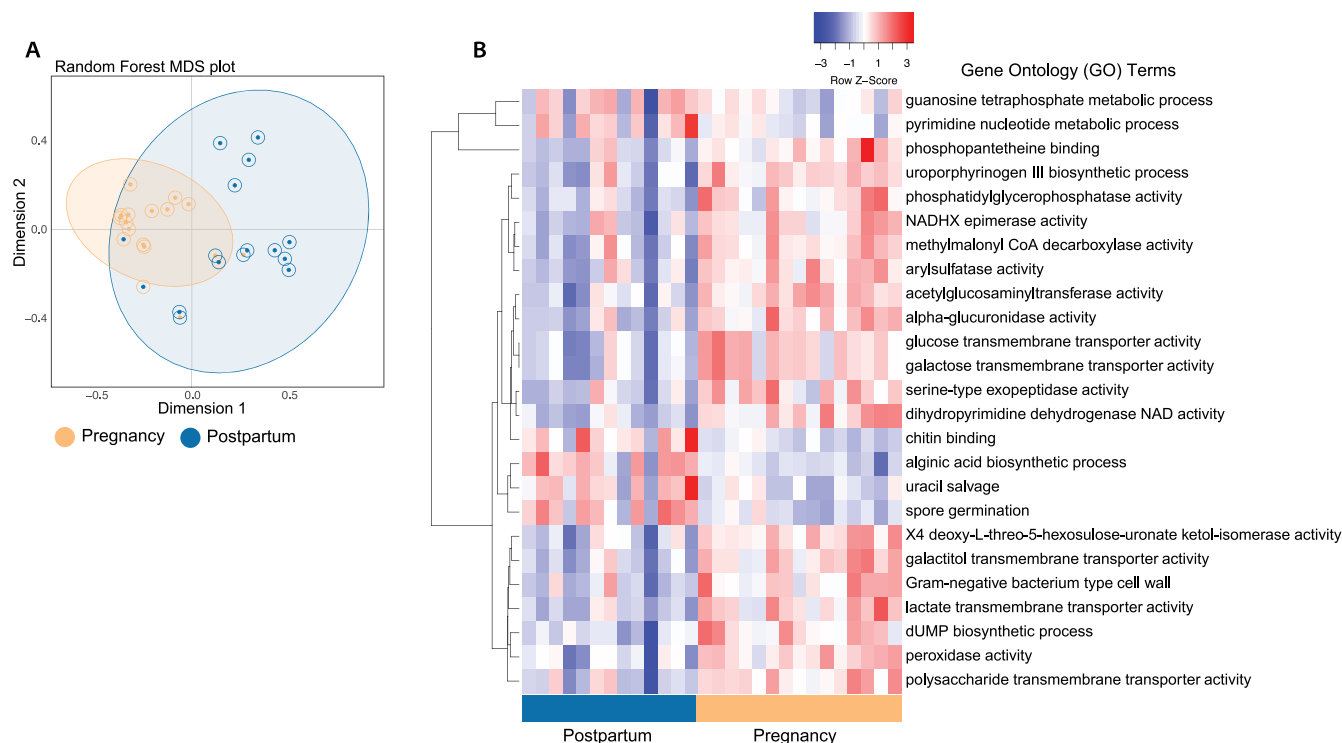 A
Random Forest MDS plot
Dimension 2
0.4
0.0
−0.4
−0.5
0.0
0.5
Dimension 1
Pregnancy
Postpartum
B
−3 −1 1 3
Row Z−Score
Gene Ontology (GO) Terms
guanosine tetraphosphate metabolic process
pyrimidine nucleotide metabolic process
phosphopantetheine binding
uroporphyrinogen III biosynthetic process
phosphatidylglycerophosphatase activity
NADHX epimerase activity
methylmalonyl CoA decarboxylase activity
arylsulfatase activity
acetylglucosaminyltransferase activity
alpha-glucuronidase activity
glucose transmembrane transporter activity
galactose transmembrane transporter activity
serine-type exopeptidase activity
dihydropyrimidine dehydrogenase NAD activity
chitin binding
alginic acid biosynthetic process
uracil salvage
spore germination
X4 deoxy-L-threo-5-hexosulose-uronate ketol-isomerase activity
galactitol transmembrane transporter activity
Gram-negative bacterium type cell wall
lactate transmembrane transporter activity
dUMP biosynthetic process
peroxidase activity
polysaccharide transmembrane transporter activity
Postpartum
Pregnancy